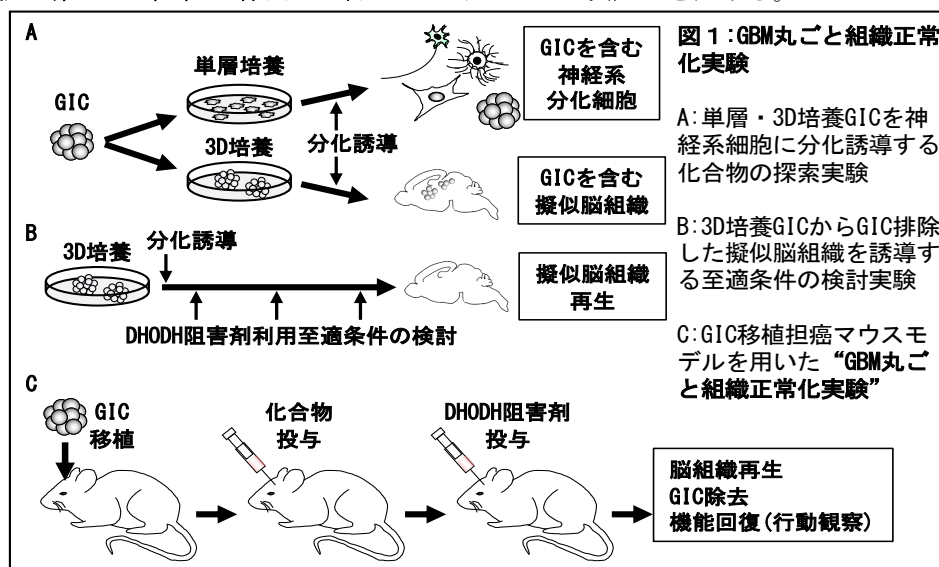 A
GIC
単層培養
3D培養
分化誘導
GICを含む
神経系
分化細胞
GICを含む
擬似脳組織
B
3D培養
分化誘導
DHODH阻害剤利用至適条件の検討
擬似脳組織
再生
C
GIC
移植
化合物
投与
DHODH阻害剤
投与
脳組織再生
GIC除去
機能回復(行動観察)
図1:GBM丸ごと組織正常
化実験
A:単層・3D培養GICを神
経系細胞に分化誘導する
化合物の探索実験
B:3D培養GICからGIC排除
した擬似脳組織を誘導す
る至適条件の検討実験
C:GIC移植担癌マウスモ
デルを用いた“GBM丸ご
と組織正常化実験”